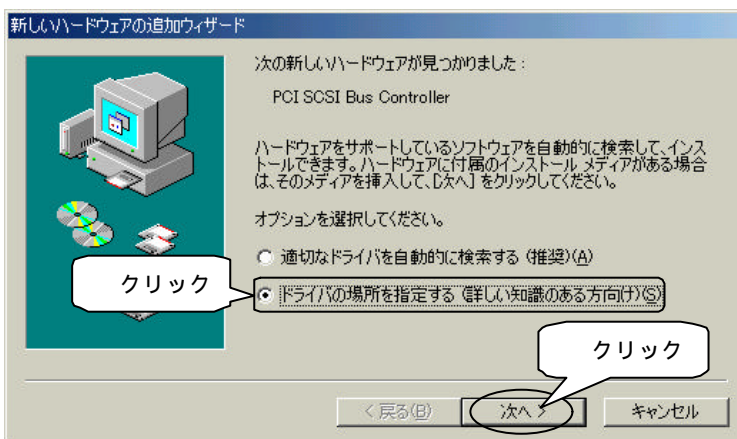 新しいハードウェアの追加ウィザード
次の新しいハードウェアが見つかりました :
PCI SCSI Bus Controller
ハードウェアをサポートしているソフトウェアを自動的に検索して、インス
トールできます。ハードウェアに付属のインストール メディアがある場合
は、そのメディアを挿入して、[次へ] をクリックしてください。
オプションを選択してください。
適切なドライバを自動的に検索する (推奨)(A)
クリック
ドライバの場所を指定する (詳しい知識のある方向け)(S)
クリック
< 戻る(B)
次へ >
キャンセル